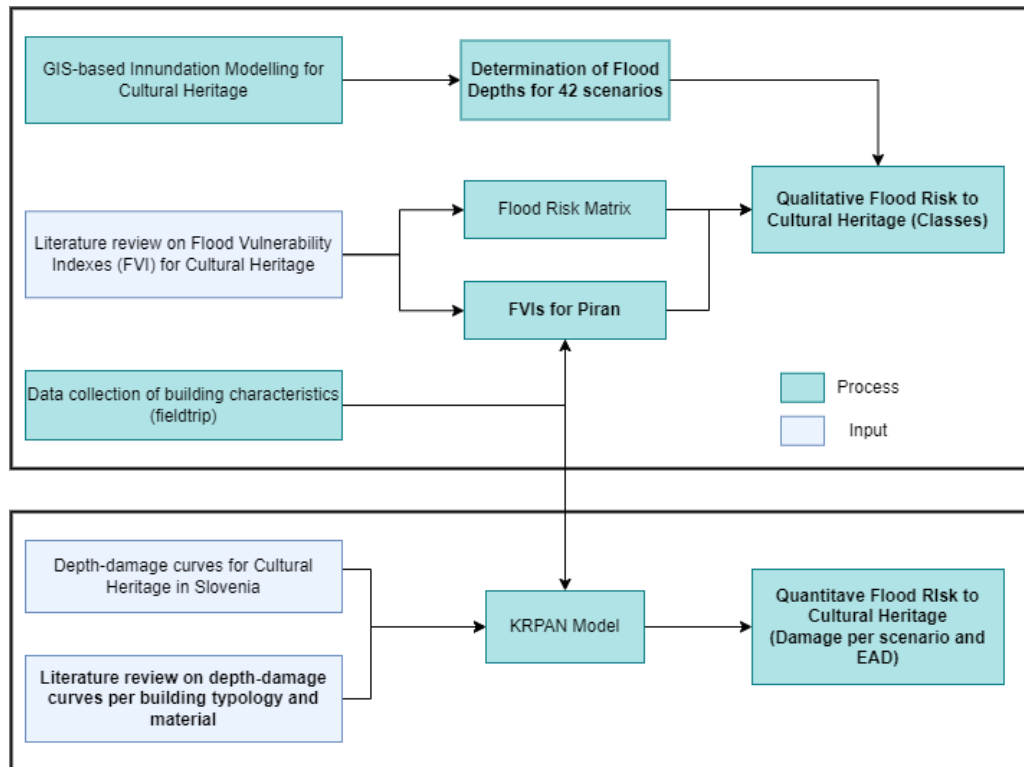 GIS-based Innundation Modelling for
Cultural Heritage
Determination of Flood
Depths for 42 scenarios
Literature review on Flood Vulnerability
Indexes (FVI) for Cultural Heritage
Flood Risk Matrix
Qualitative Flood Risk to
Cultural Heritage (Classes)
FVIs for Piran
Data collection of building characteristics
(fieldtrip)
Process
Input
Depth-damage curves for Cultural
Heritage in Slovenia
KRPAN Model
Quantitave Flood RIsk to
Cultural Heritage
(Damage per scenario and
EAD)
Literature review on depth-damage
curves per building typology and
material